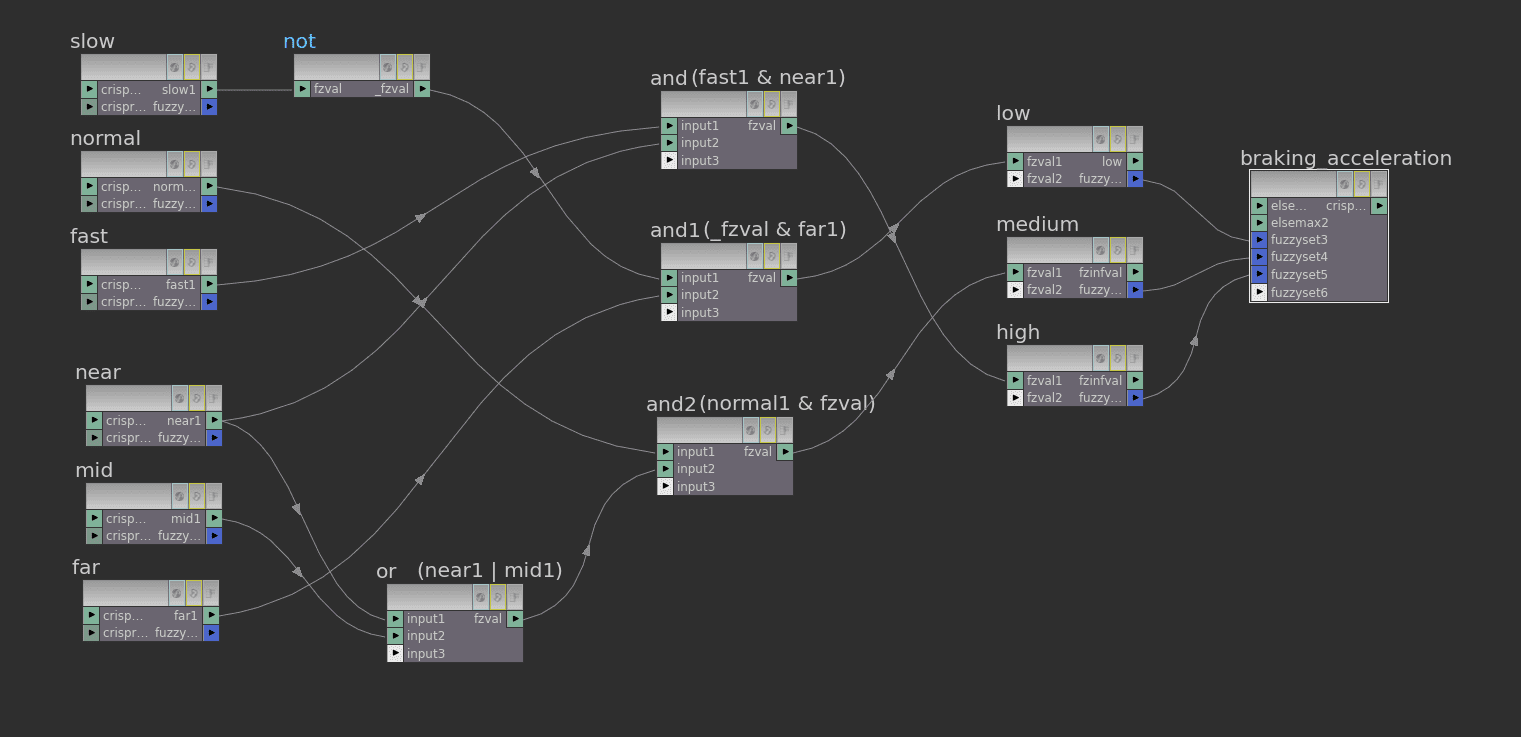 slow
crisp... slow1
crispr... fuzzy...
not
fzval _fzval
normal
crisp... norm...
crispr... fuzzy...
fast
crisp... fast1
crispr... fuzzy...
near
crisp... near1
crispr... fuzzy...
mid
crisp... mid1
crispr... fuzzy...
far
crisp... far1
crispr... fuzzy...
or (near1 | mid1)
input1 fzval
input2
input3
and (fast1 & near1)
input1 fzval
input2
input3
and1 (_fzval & far1)
input1 fzval
input2
input3
and2 (normal1 & fzval)
input1 fzval
input2
input3
low
fzval1 low
fzval2 fuzzy...
medium
fzval1 fzinfval
fzval2 fuzzy...
high
fzval1 fzinfval
fzval2 fuzzy...
braking_acceleration
else... crisp...
elsemax2
fuzzyset3
fuzzyset4
fuzzyset5
fuzzyset6